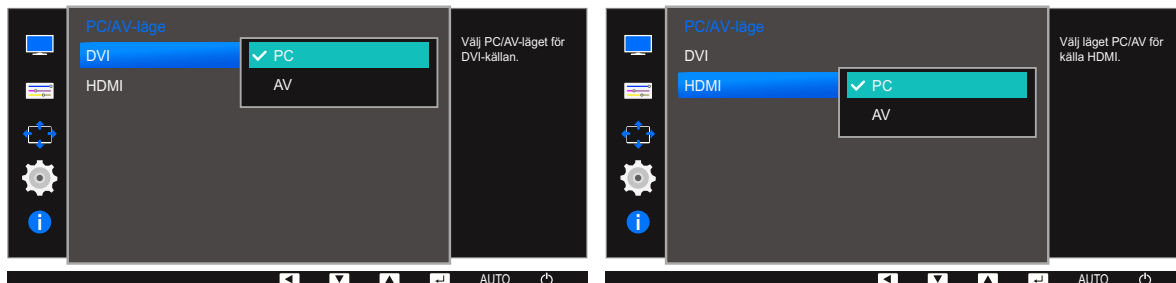 PC/AV-läge
DVI
PC
HDMI
AV
Välj PC/AV-läget för
DVI-källan.
AUTO
PC/AV-läge
DVI
HDMI
PC
AV
Välj läget PC/AV för
källa HDMI.
AUTO